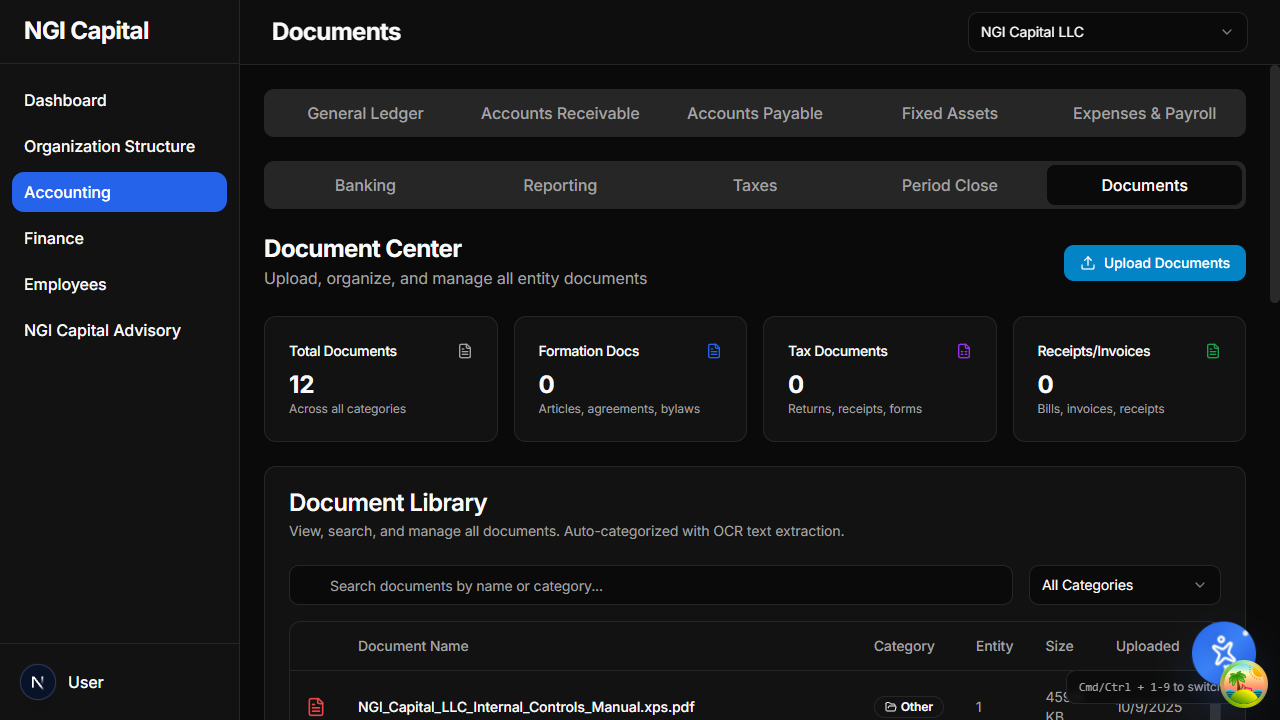 NGI Capital
Documents
NGI Capital LLC
Dashboard
Organization Structure
Accounting
Finance
Employees
NGI Capital Advisory
General Ledger
Accounts Receivable
Accounts Payable
Fixed Assets
Expenses & Payroll
Banking
Reporting
Taxes
Period Close
Documents
Document Center
Upload, organize, and manage all entity documents
Upload Documents
Total Documents
12
Across all categories
Formation Docs
0
Articles, agreements, bylaws
Tax Documents
0
Returns, receipts, forms
Receipts/Invoices
0
Bills, invoices, receipts
Document Library
View, search, and manage all documents. Auto-categorized with OCR text extraction.
Search documents by name or category...
All Categories
Document Name
Category
Entity
Size
Uploaded
NGI_Capital_LLC_Internal_Controls_Manual.xps.pdf
Other
1
KB
10/9/2025
Cmd/Ctrl + 1-9 to
N
User